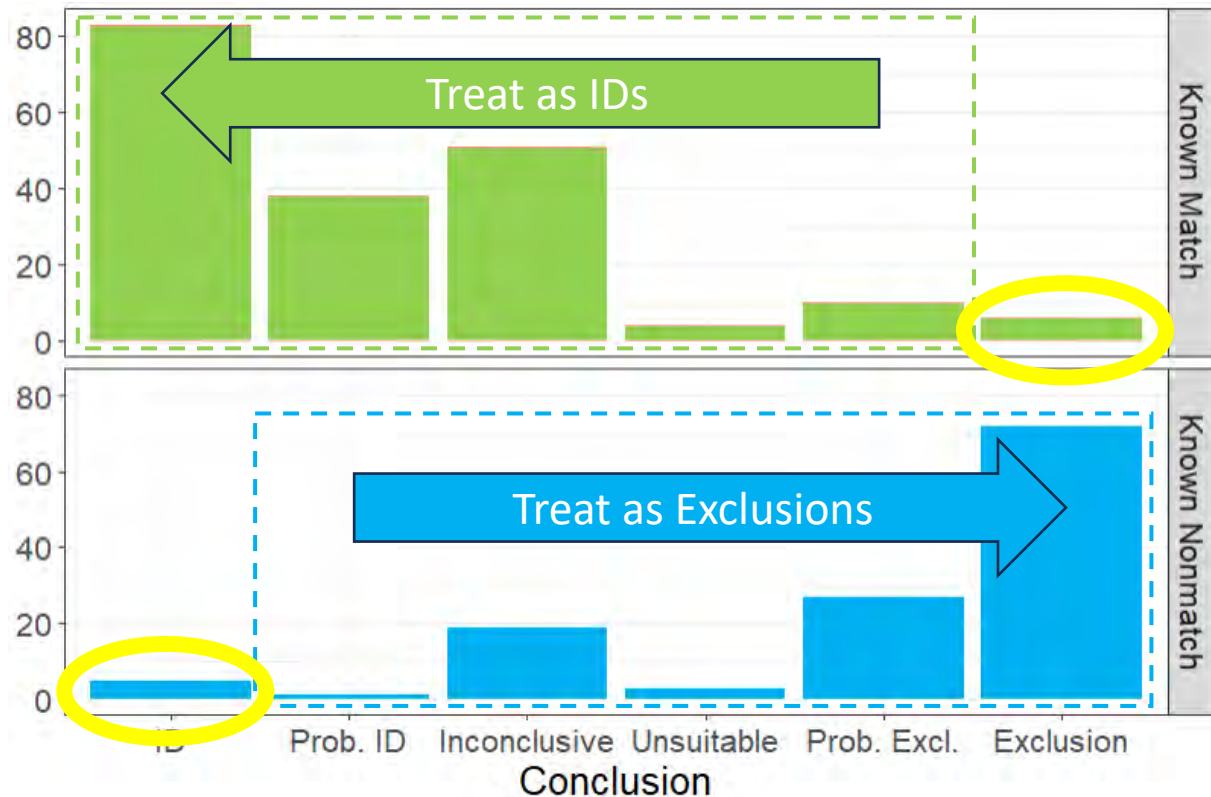 80
60
40
20
0
Treat as IDs
Known Match
80
60
40
20
0
Treat as Exclusions
Known Nonmatch
ID Prob. ID Inconclusive Unsuitable Prob. Excl. Exclusion
Conclusion